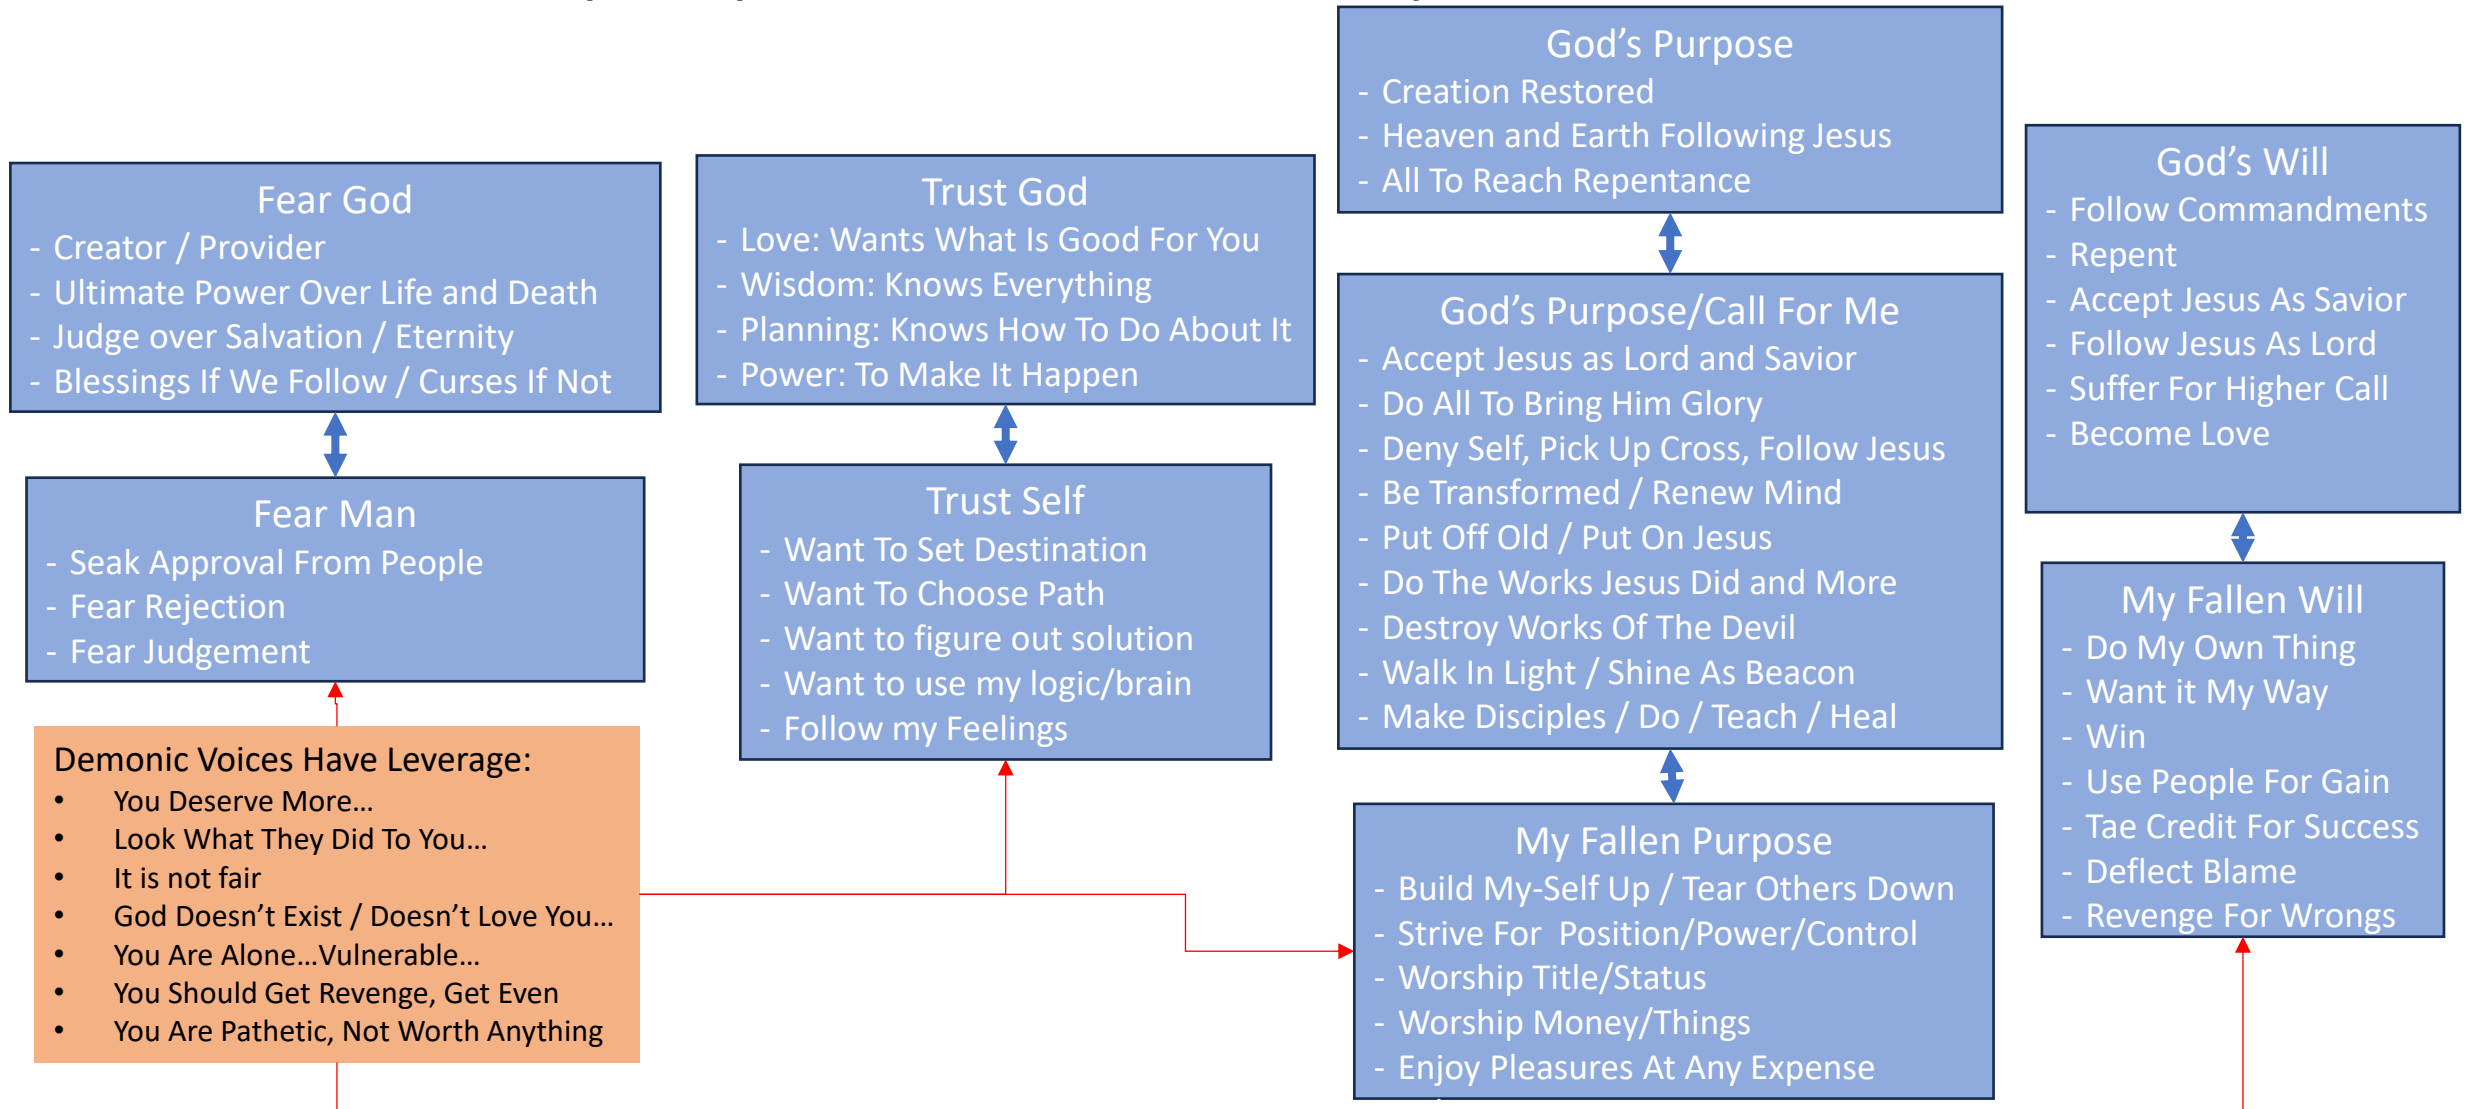 God's Purpose
- Creation Restored
- Heaven and Earth Following Jesus
- All To Reach Repentance
Fear God
- Creator / Provider
- Ultimate Power Over Life and Death
- Judge over Salvation / Eternity
- Blessings If We Follow / Curses If Not
Trust God
- Love: Wants What Is Good For You
- Wisdom: Knows Everything
- Planning: Knows How To Do About It
- Power: To Make It Happen
God's Will
- Follow Commandments
- Repent
- Accept Jesus As Savior
- Follow Jesus As Lord
- Suffer For Higher Call
- Become Love
God's Purpose/Call For Me
- Accept Jesus as Lord and Savior
- Do All To Bring Him Glory
- Deny Self, Pick Up Cross, Follow Jesus
- Be Transformed / Renew Mind
- Put Off Old / Put On Jesus
- Do The Works Jesus Did and More
- Destroy Works Of The Devil
- Walk In Light / Shine As Beacon
- Make Disciples / Do / Teach / Heal
Fear Man
- Seak Approval From People
- Fear Rejection
- Fear Judgement
Trust Self
- Want To Set Destination
- Want To Choose Path
- Want to figure out solution
- Want to use my logic/brain
- Follow my Feelings
My Fallen Will
- Do My Own Thing
- Want it My Way
- Win
- Use People For Gain
- Tae Credit For Success
- Deflect Blame
- Revenge For Wrongs
Demonic Voices Have Leverage:
• You Deserve More…
• Look What They Did To You…
• It is not fair
• God Doesn't Exist / Doesn't Love You…
• You Are Alone…Vulnerable…
• You Should Get Revenge, Get Even
• You Are Pathetic, Not Worth Anything
My Fallen Purpose
- Build My-Self Up / Tear Others Down
- Strive For  Position/Power/Control
- Worship Title/Status
- Worship Money/Things
- Enjoy Pleasures At Any Expense